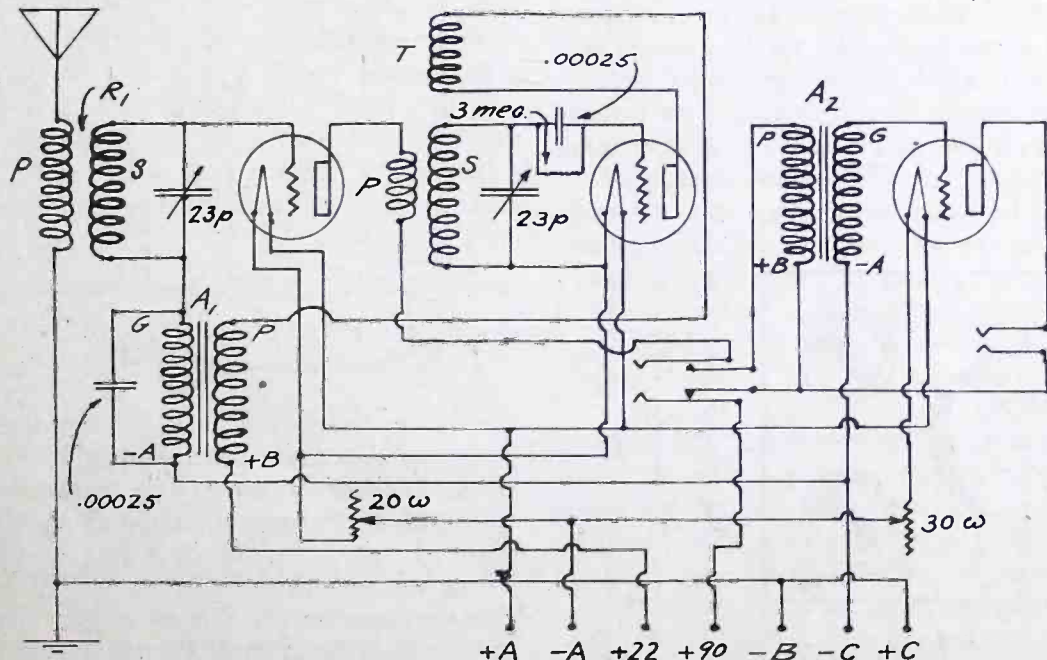 T
.00025
R₁
3 meg.
A₂
P
S
23p
P
S
23p
P
G
+B
-A
A₁
G
P
-A
+B
.00025
20 ω
30 ω
+A -A +22 +90 -B -C +C